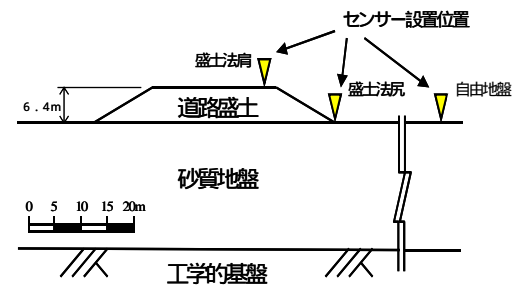 センサー設置位置
盛土法肩
盛土法尻
自由地盤
6.4m
道路盛土
砂質地盤
0 5 10 15 20m
工学的基盤